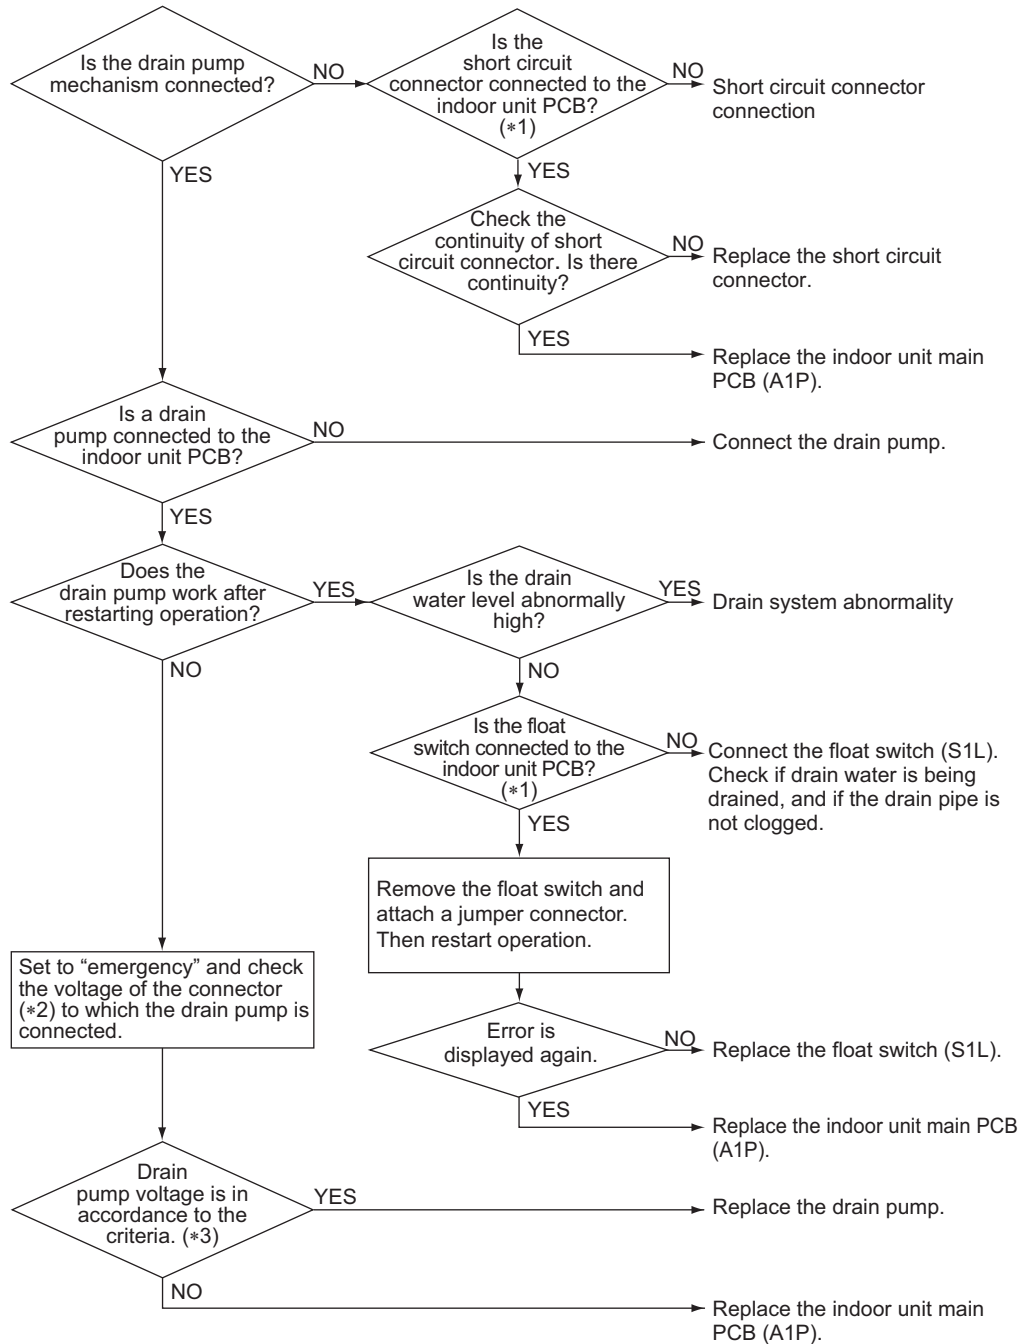 Is the drain pump
mechanism connected?
NO
Is the
short circuit
connector connected to the
indoor unit PCB?
(∗1)
NO
Short circuit connector
connection
YES
YES
Check the
continuity of short
circuit connector. Is there
continuity?
NO
Replace the short circuit
connector.
YES
Replace the indoor unit main
PCB (A1P).
Is a drain
pump connected to the
indoor unit PCB?
NO
Connect the drain pump.
YES
Does the
drain pump work after
restarting operation?
YES
Is the drain
water level abnormally
high?
YES
Drain system abnormality
NO
NO
Is the float
switch connected to the
indoor unit PCB?
(∗1)
NO
Connect the float switch (S1L).
Check if drain water is being
drained, and if the drain pipe is
not clogged.
YES
Remove the float switch and
attach a jumper connector.
Then restart operation.
Set to “emergency” and check
the voltage of the connector
(∗2) to which the drain pump is
connected.
Error is
displayed again.
NO
Replace the float switch (S1L).
YES
Replace the indoor unit main PCB
(A1P).
Drain
pump voltage is in
accordance to the
criteria. (∗3)
YES
Replace the drain pump.
NO
Replace the indoor unit main
PCB (A1P).